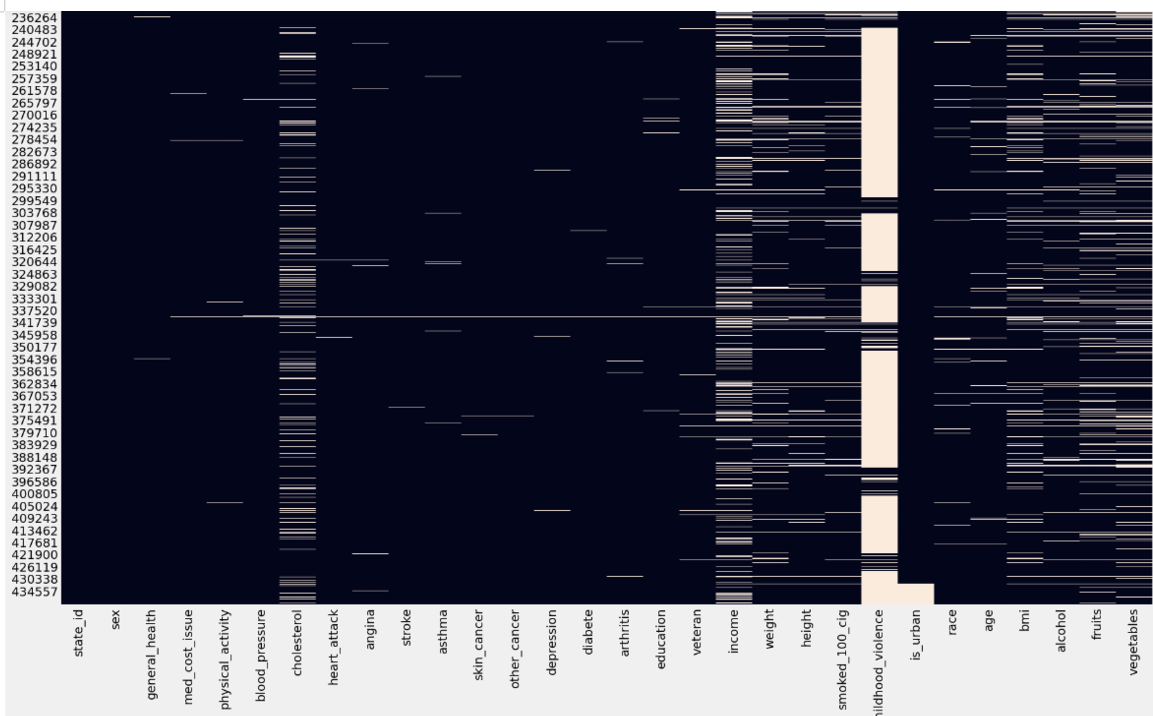 236264
240483
244702
248921
253140
257359
261578
265797
270016
274235
278454
282673
286892
291111
295330
299549
303768
307987
312206
316425
320644
324863
329082
333301
337520
341739
345958
350177
354396
358615
362834
367053
371272
375491
379710
383929
388148
392367
396586
400805
405024
409243
413462
417681
421900
426119
430338
434557
state_id
sex
general_health
med_cost_issue
physical_activity
blood_pressure
cholesterol
heart_attack
angina
stroke
asthma
skin_cancer
other_cancer
depression
diabete
arthritis
education
veteran
income
weight
height
smoked_100_cig
hildhood_violence
is_urban
race
age
bmi
alcohol
fruits
vegetables